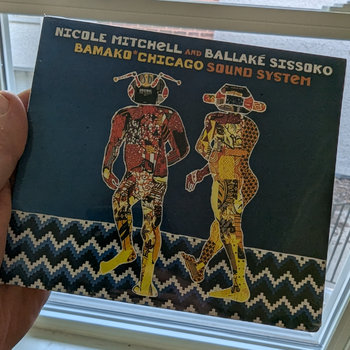 NICOLE MITCHELL AND BALLAKÉ SISSOKO
BAMAKO*CHICAGO SOUND SYSTEM